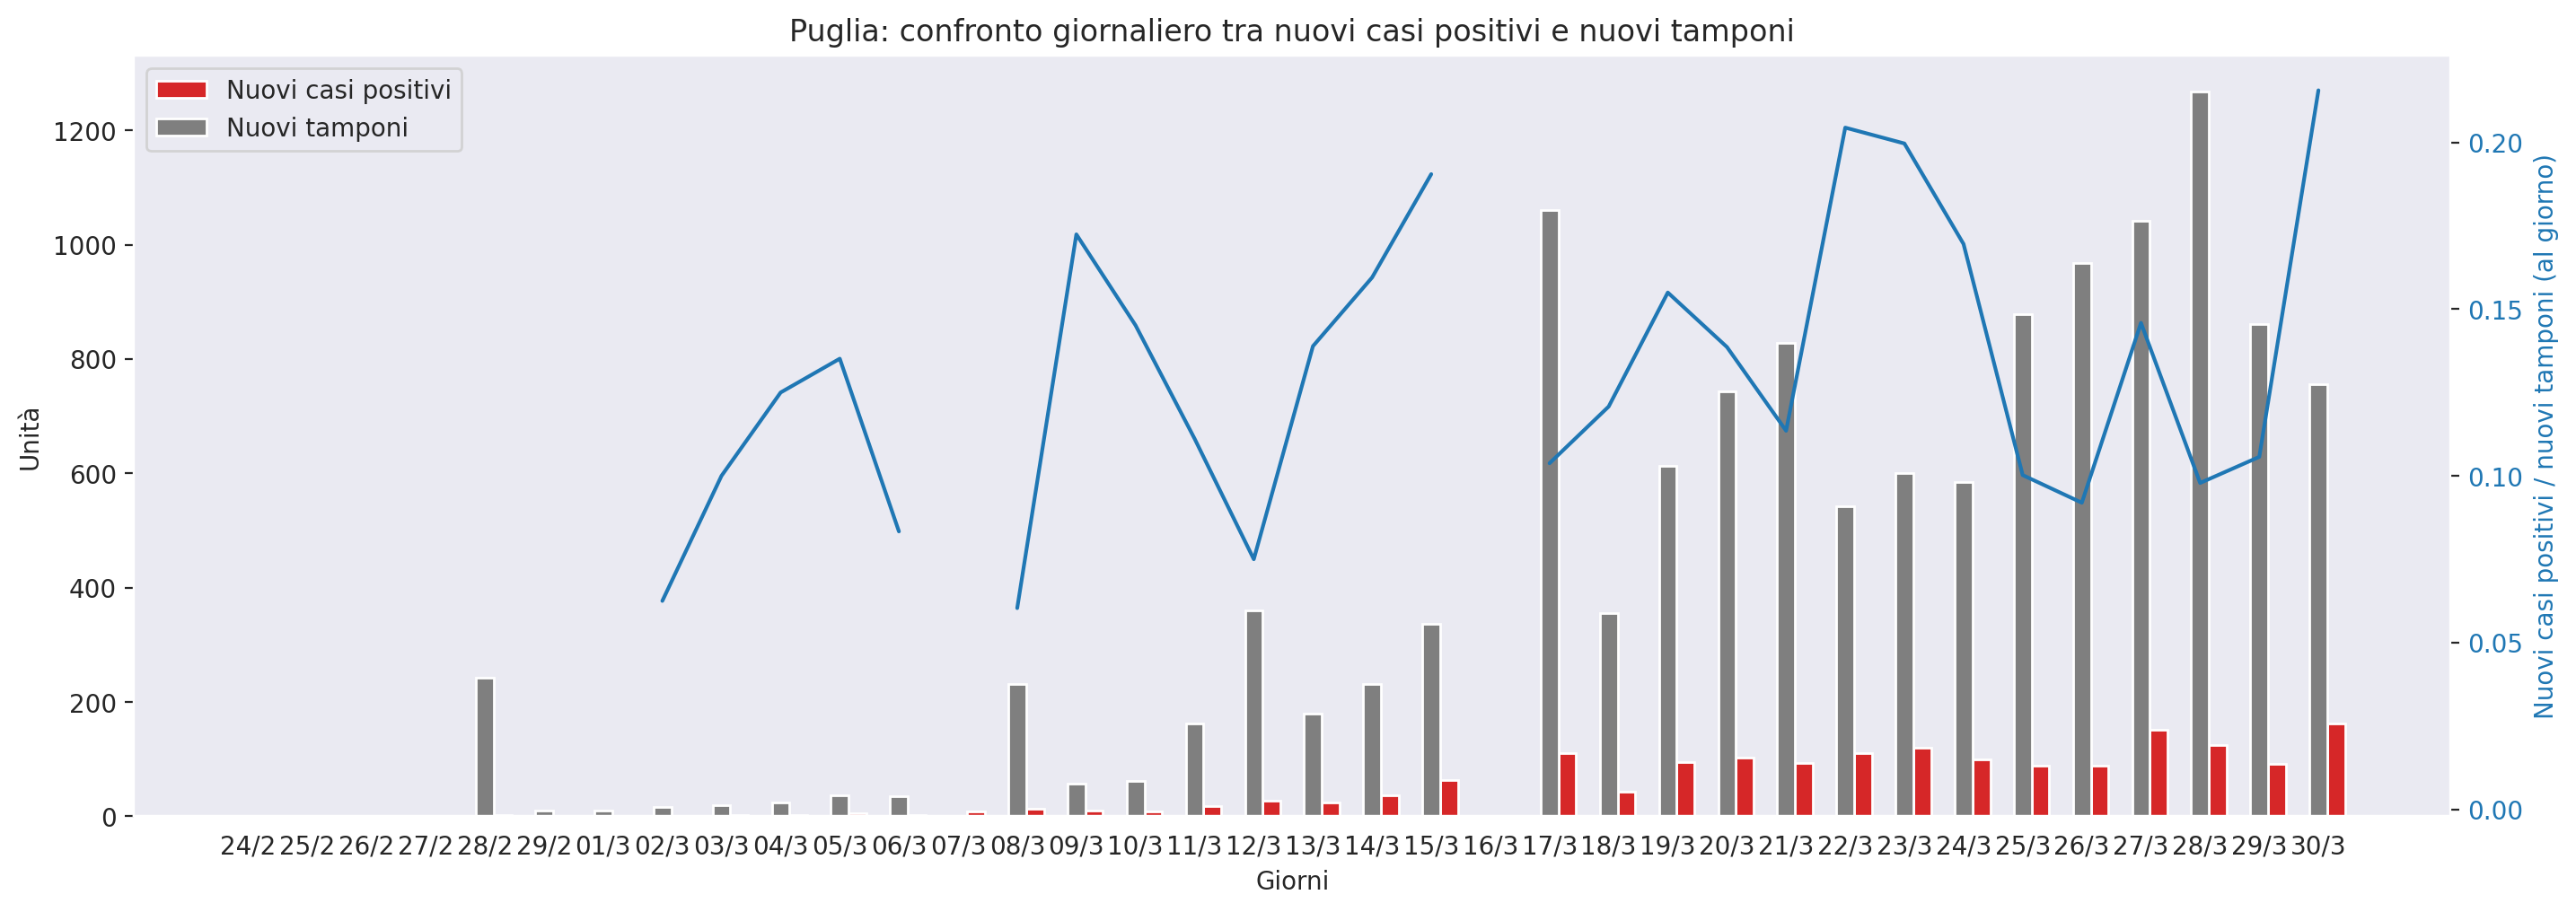 Puglia: confronto giornaliero tra nuovi casi positivi e nuovi tamponi
Nuovi casi positivi
Nuovi tamponi
1200
1000
800
600
400
200
0
Unità
0.20
0.15
0.10
0.05
0.00
Nuovi casi positivi / nuovi tamponi (al giorno)
24/2 25/2 26/2 27/2 28/2 29/2 01/3 02/3 03/3 04/3 05/3 06/3 07/3 08/3 09/3 10/3 11/3 12/3 13/3 14/3 15/3 16/3 17/3 18/3 19/3 20/3 21/3 22/3 23/3 24/3 25/3 26/3 27/3 28/3 29/3 30/3
Giorni